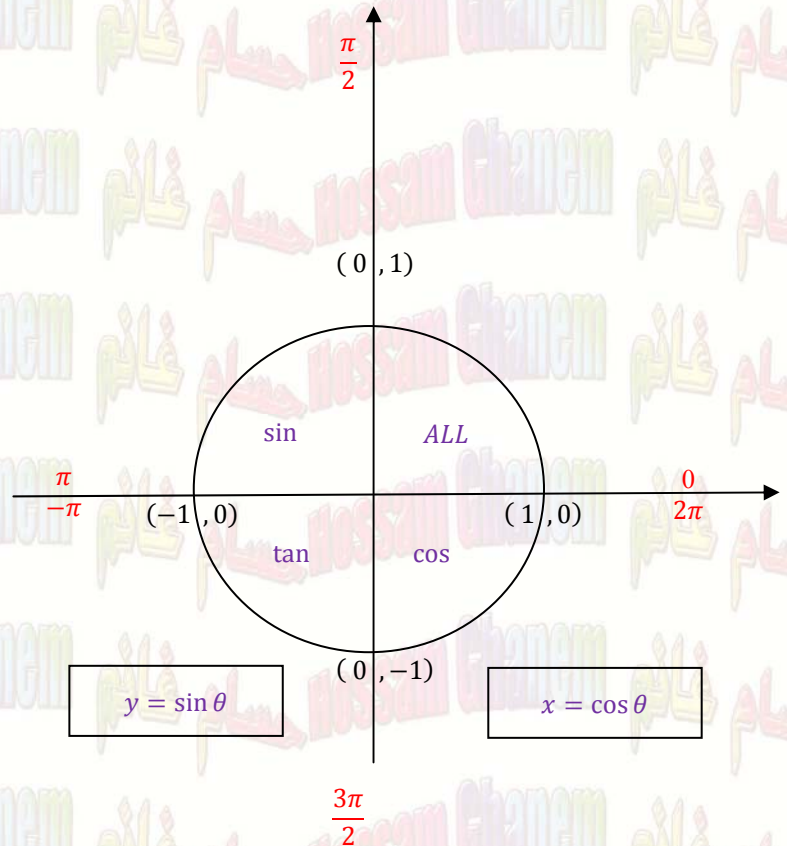 π/2
( 0 , 1)
sin ALL
π 0
−π (−1 , 0) ( 1 , 0) 2π
tan cos
( 0 , −1)
y = sin θ x = cos θ
3π/2
حسام غانم Hossam Ghanem